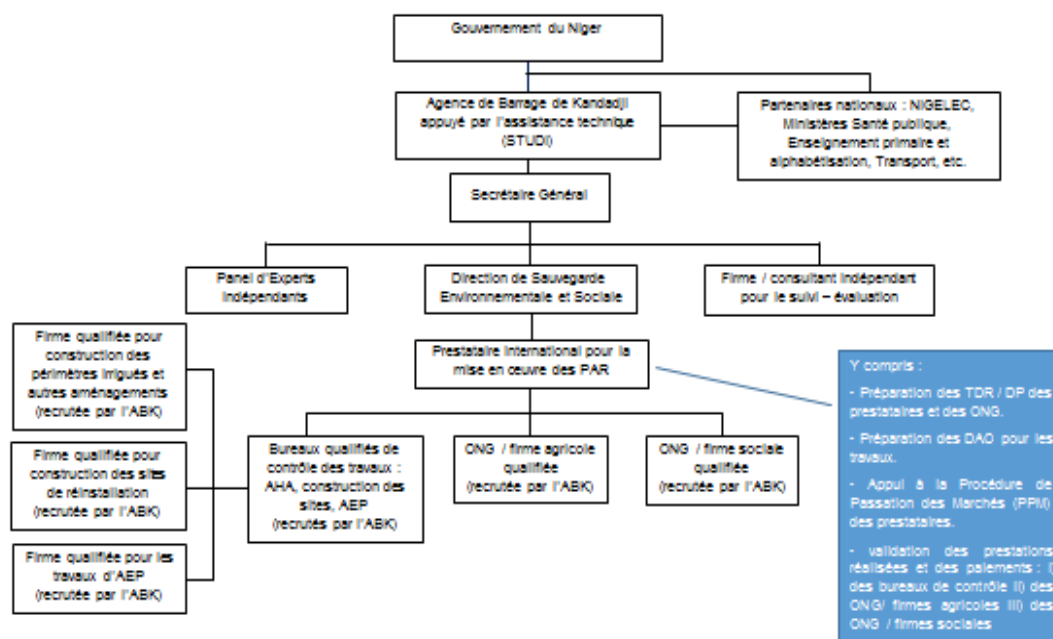 Gouvernement du Niger
Agence de Barrage de Kandadji
appuyé par l'assistance technique
(STUDI)
Partenaires nationaux : NIGELEC,
Ministères Santé publique,
Enseignement primaire et
alphabétisation, Transport, etc.
Secrétaire Général
Panel d'Experts
Indépendants
Direction de Sauvegarde
Environnementale et Sociale
Firme / consultant indépendant
pour le suivi – évaluation
Prestataire international pour la
mise en œuvre des PAR
Firme qualifiée pour
construction des
périmètres irrigués et
autres aménagements
(recrutée par l'ABK)
Firme qualifiée pour
construction des sites
de réinstallation
(recrutée par l'ABK)
Firme qualifiée pour les
travaux d'AEP
(recrutée par l'ABK)
Bureaux qualifiés de
contrôle des travaux :
AHA, construction des
sites, AEP
(recrutés par l'ABK)
ONG / firme agricole
qualifiée
(recrutée par l'ABK)
ONG / firme sociale
qualifiée
(recrutée par l'ABK)
Y compris :
- Préparation des TDR / DP des
prestataires et des ONG.
- Préparation des DAO pour les
travaux.
- Appui à la Procédure de
Passation des Marchés (PPM)
des prestataires.
- validation des prestations
réalisées et des paiements : i)
des bureaux de contrôle ii) des
ONG/ firmes agricoles iii) des
ONG / firmes sociales